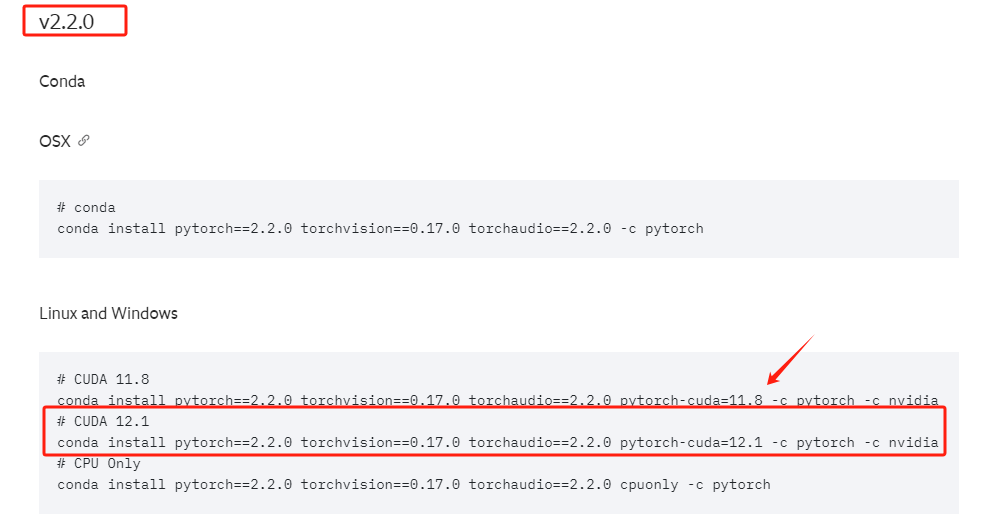 v2.2.0
Conda
OSX
# conda
conda install pytorch==2.2.0 torchvision==0.17.0 torchaudio==2.2.0 -c pytorch
Linux and Windows
# CUDA 11.8
conda install pytorch==2.2.0 torchvision==0.17.0 torchaudio==2.2.0 pytorch-cuda=11.8 -c pytorch -c nvidia
# CUDA 12.1
conda install pytorch==2.2.0 torchvision==0.17.0 torchaudio==2.2.0 pytorch-cuda=12.1 -c pytorch -c nvidia
# CPU Only
conda install pytorch==2.2.0 torchvision==0.17.0 torchaudio==2.2.0 cpuonly -c pytorch